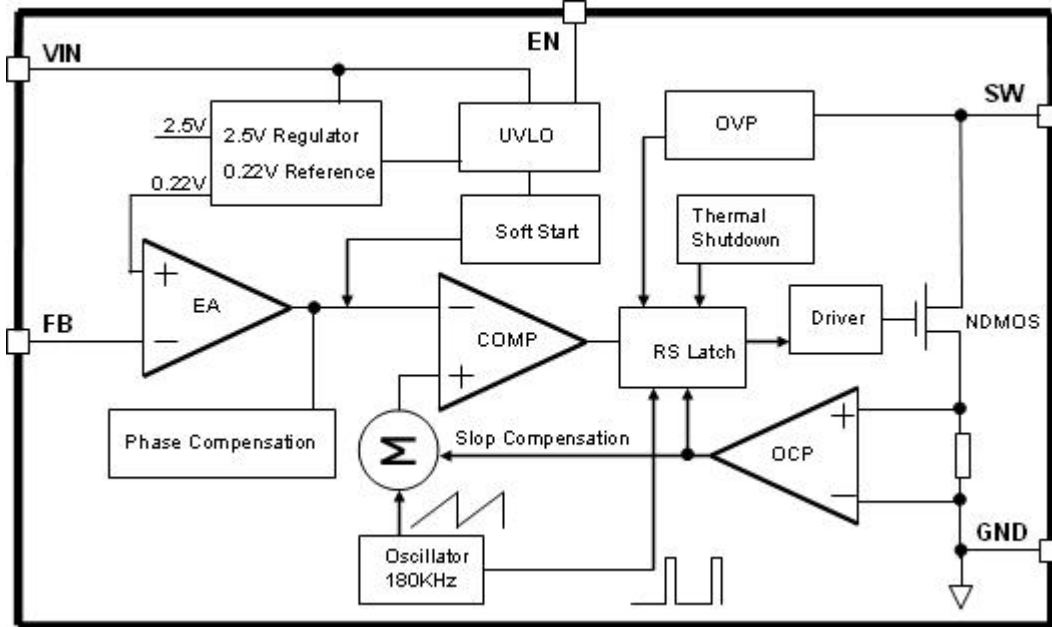 EN
VIN
SW
2.5V
2.5V Regulator
0.22V Reference
UVLO
OVP
0.22V
Soft Start
Thermal
Shutdown
+
EA
−
FB
−
COMP
+
RS Latch
Driver
NDMOS
Phase Compensation
Σ
Slop Compensation
+
OCP
−
GND
Oscillator
180KHz